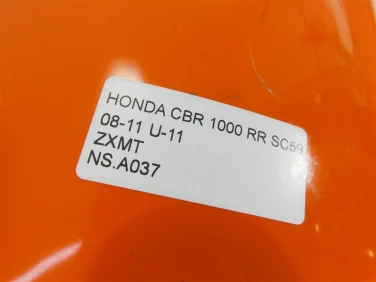 HONDA CBR 1000 RR SC59
08-11 U-11
ZXMT
NS.A037